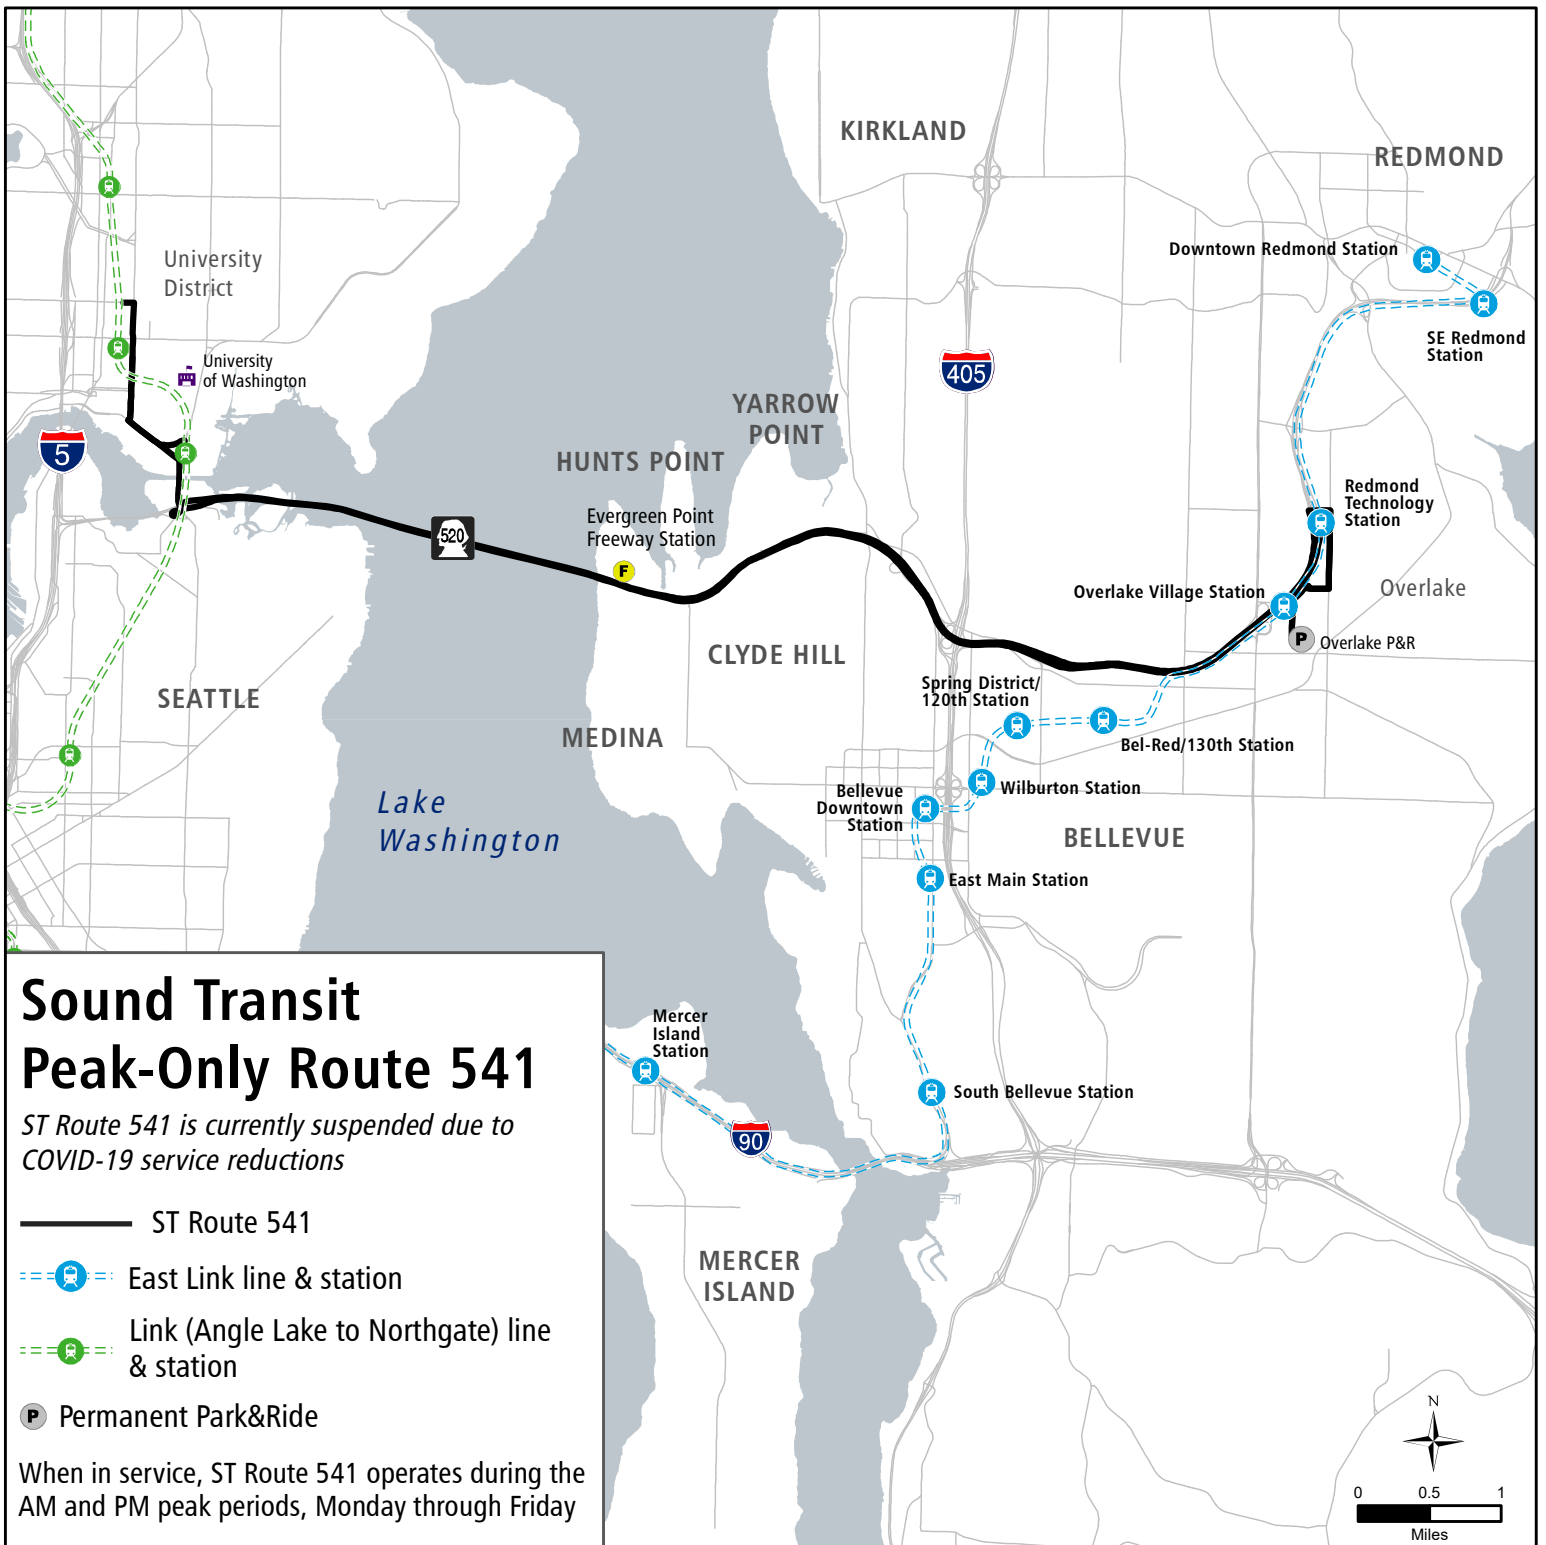 KIRKLAND
REDMOND
Downtown Redmond Station
University
District
SE Redmond
Station
University
of Washington
405
YARROW
POINT
5
HUNTS POINT
Redmond
Technology
Station
Evergreen Point
Freeway Station
520
F
Overlake Village Station
Overlake
P
Overlake P&R
CLYDE HILL
SEATTLE
Spring District/
120th Station
MEDINA
Bel-Red/130th Station
Wilburton Station
Bellevue
Downtown
Station
Lake
Washington
BELLEVUE
East Main Station
Sound Transit
Peak-Only Route 541
ST Route 541 is currently suspended due to
COVID-19 service reductions
ST Route 541
East Link line & station
Link (Angle Lake to Northgate) line
& station
P Permanent Park&Ride
When in service, ST Route 541 operates during the
AM and PM peak periods, Monday through Friday
Mercer
Island
Station
South Bellevue Station
90
MERCER
ISLAND
N
0 0.5 1
Miles